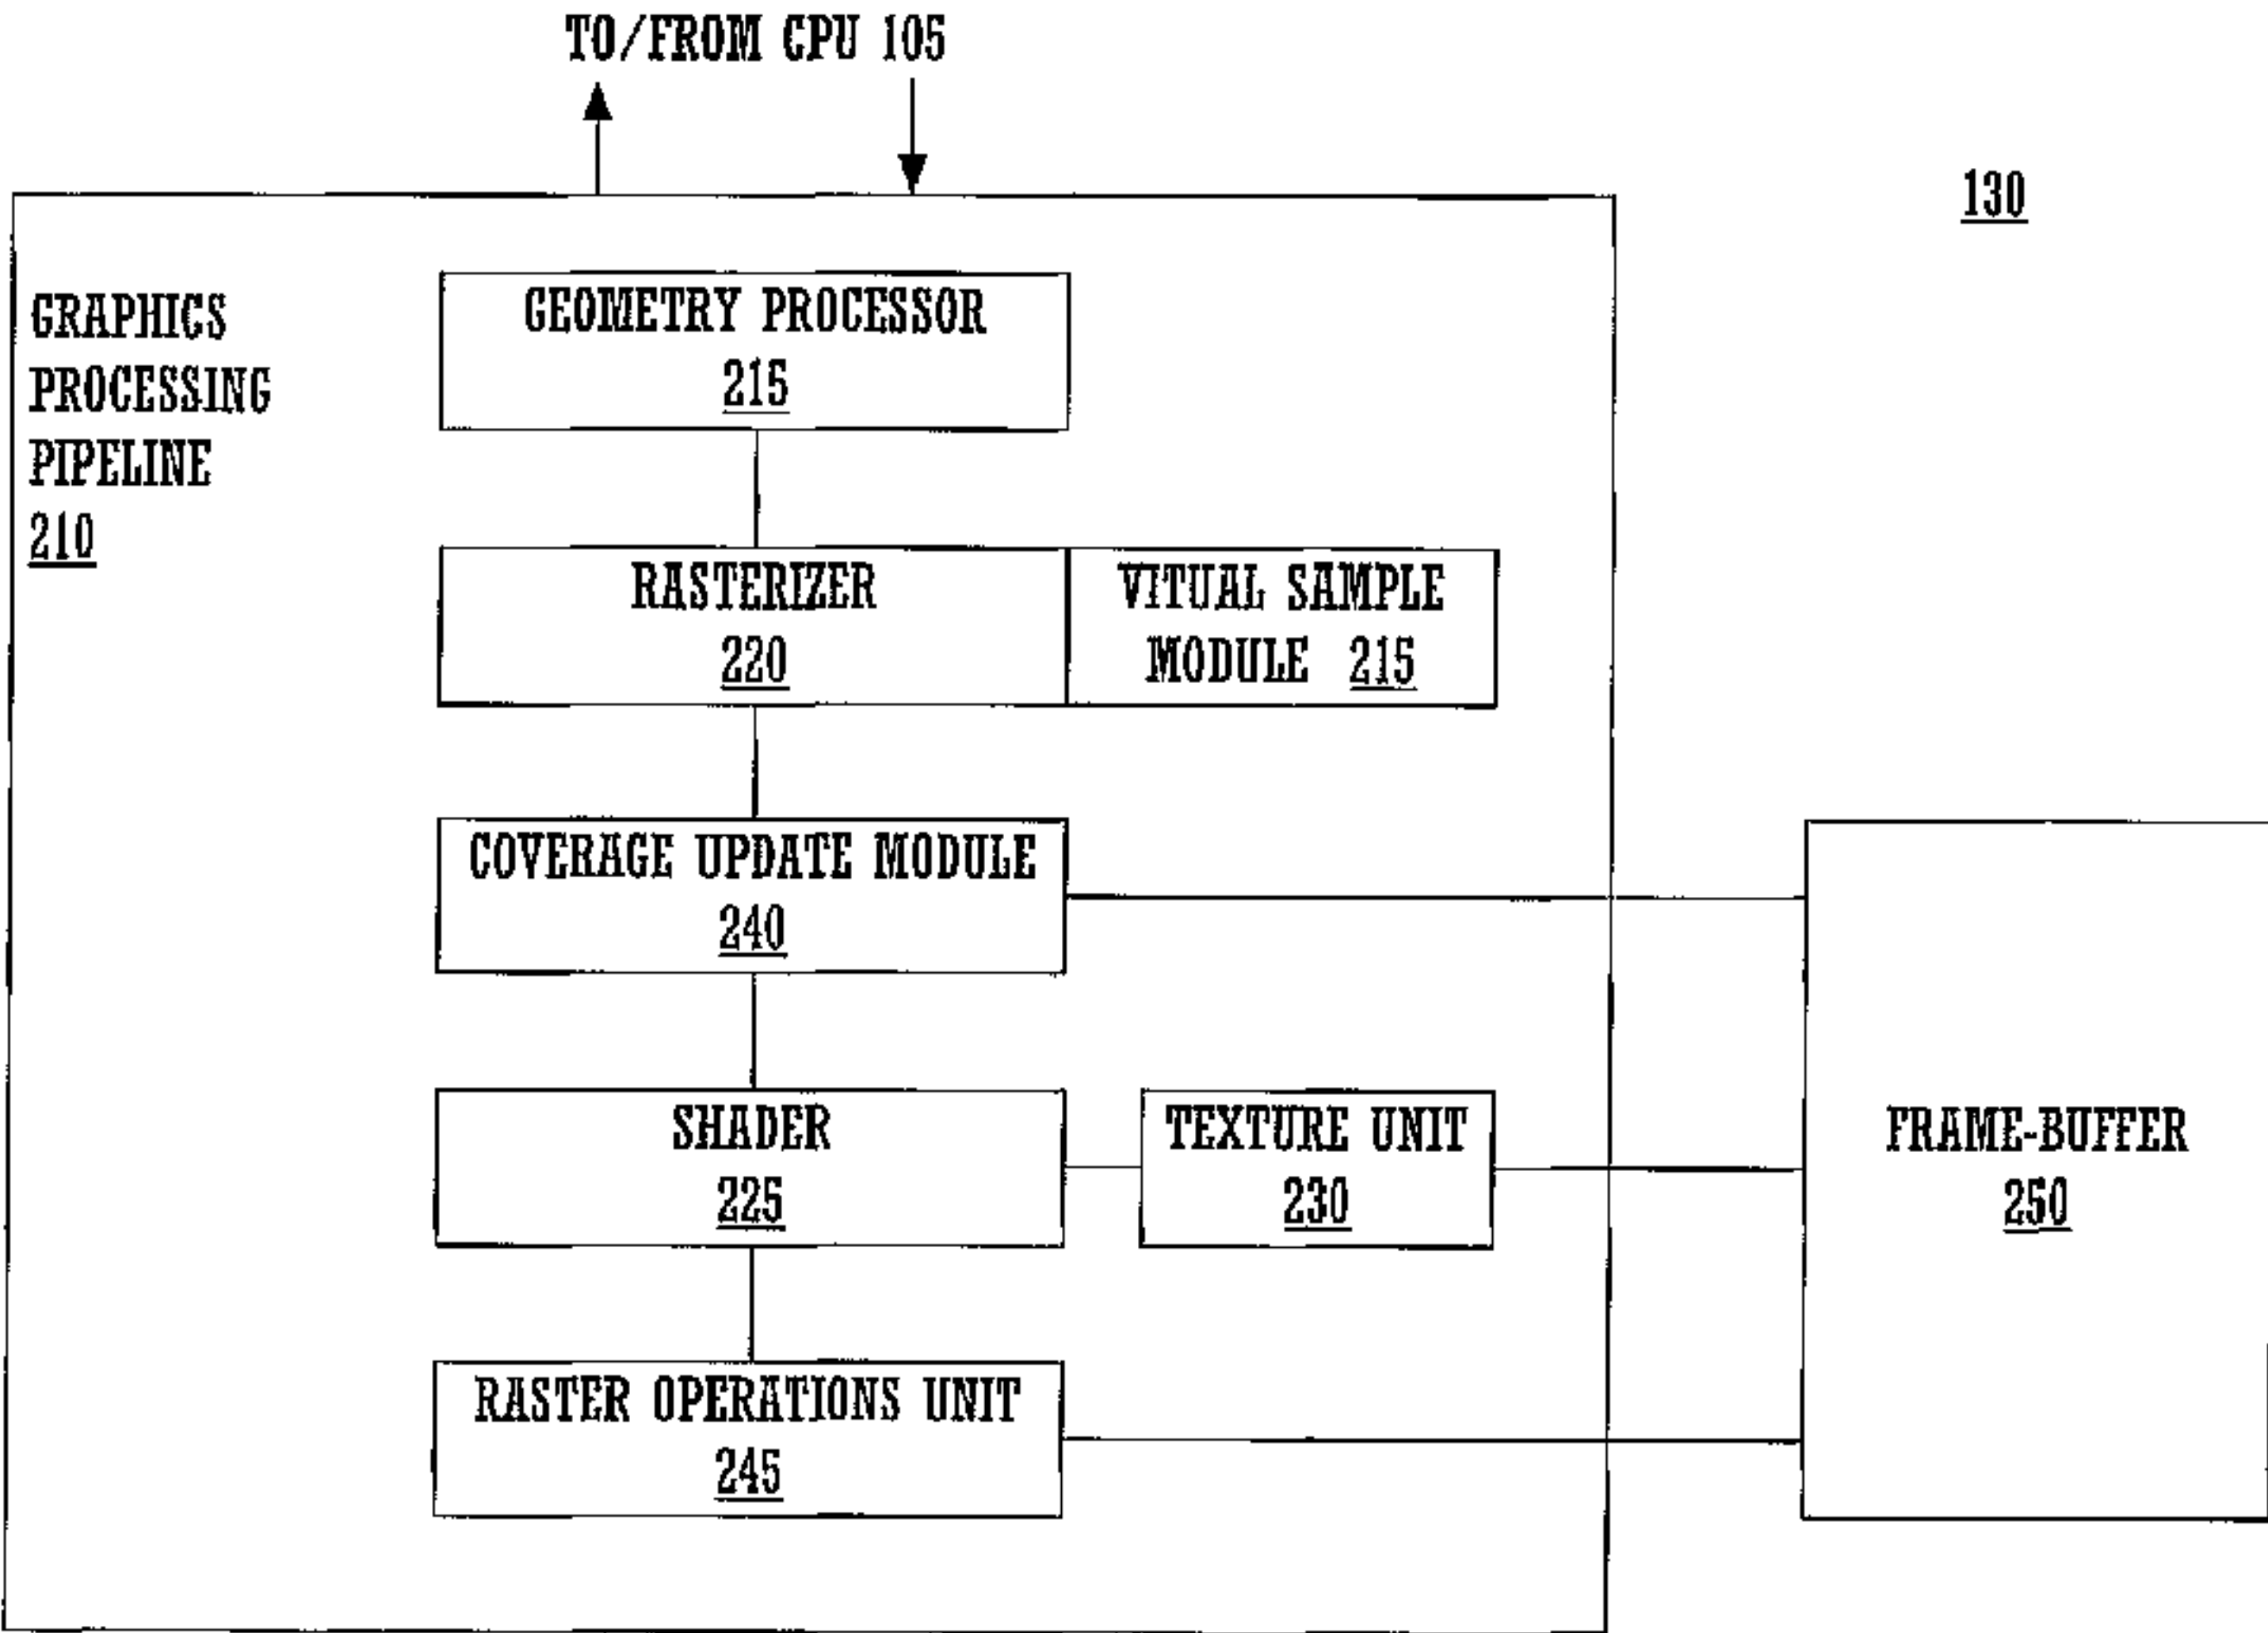 TO/FROM CPU 105
130
GRAPHICS
PROCESSING
PIPELINE
210
GEOMETRY PROCESSOR
215
RASTERIZER
220
VITUAL SAMPLE
MODULE 215
COVERAGE UPDATE MODULE
240
SHADER
225
TEXTURE UNIT
230
FRAME-BUFFER
250
RASTER OPERATIONS UNIT
245